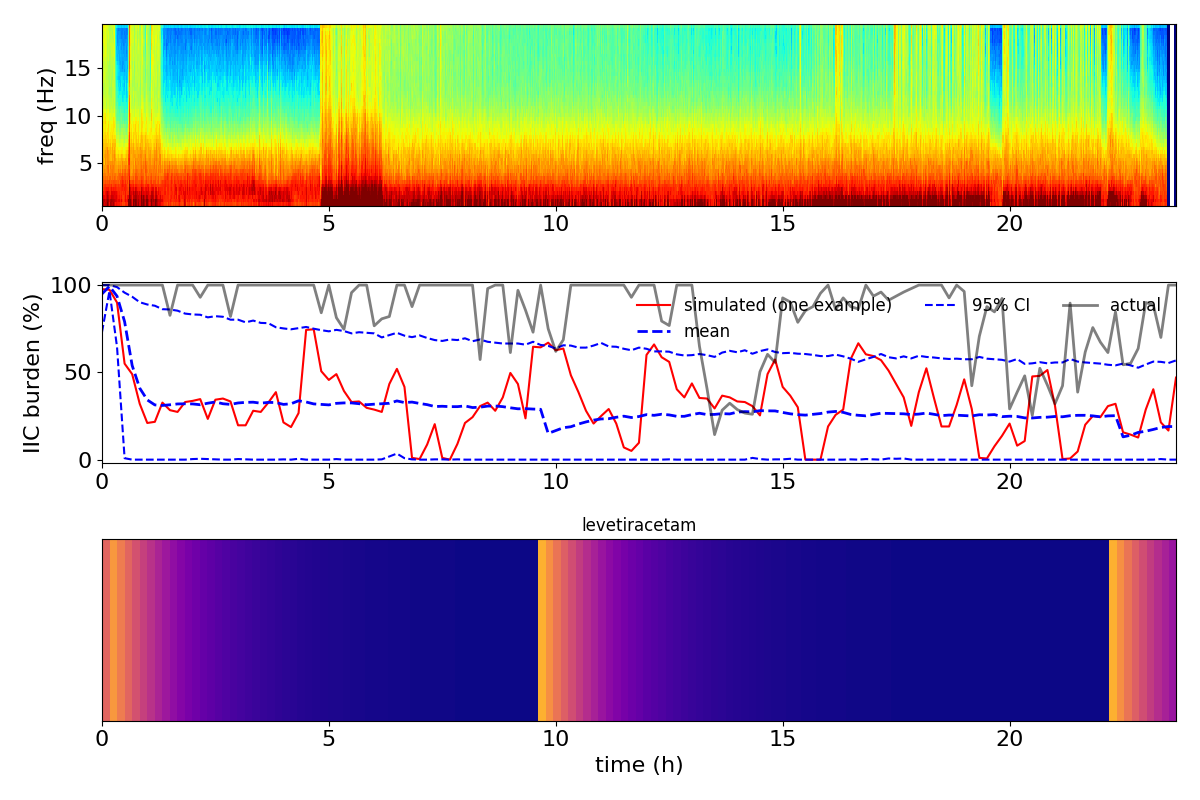 freq (Hz)
15
10
5
0 5 10 15 20
IIC burden (%)
100
50
0
simulated (one example)
mean
95% CI
actual
0 5 10 15 20
levetiracetam
0 5 10 15 20
time (h)